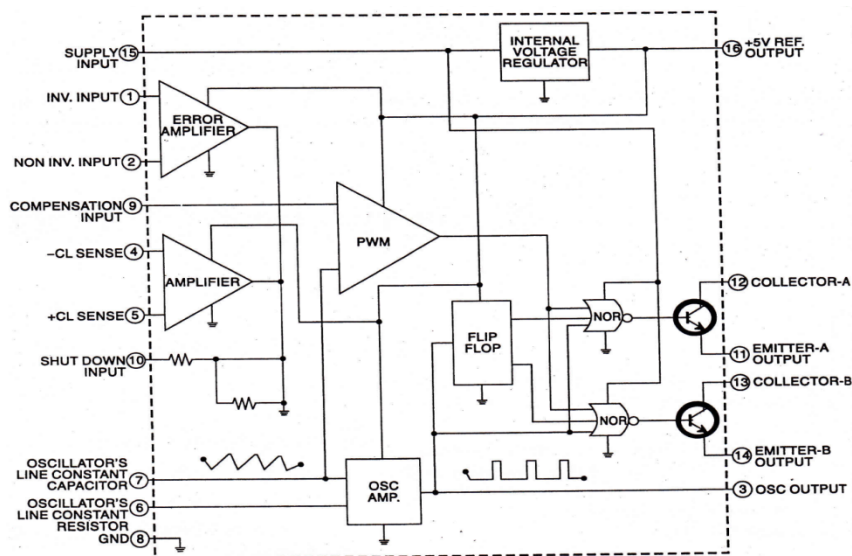 SUPPLY INPUT 15
INTERNAL VOLTAGE REGULATOR
16 +5V REF. OUTPUT
INV. INPUT 1
ERROR AMPLIFIER
NON INV. INPUT 2
COMPENSATION INPUT 9
PWM
–CL SENSE 4
AMPLIFIER
+CL SENSE 5
12 COLLECTOR-A
NOR
FLIP FLOP
11 EMITTER-A OUTPUT
SHUT DOWN INPUT 10
13 COLLECTOR-B
NOR
14 EMITTER-B OUTPUT
OSCILLATOR'S LINE CONSTANT CAPACITOR 7
OSC AMP.
3 OSC OUTPUT
OSCILLATOR'S LINE CONSTANT RESISTOR 6
GND 8